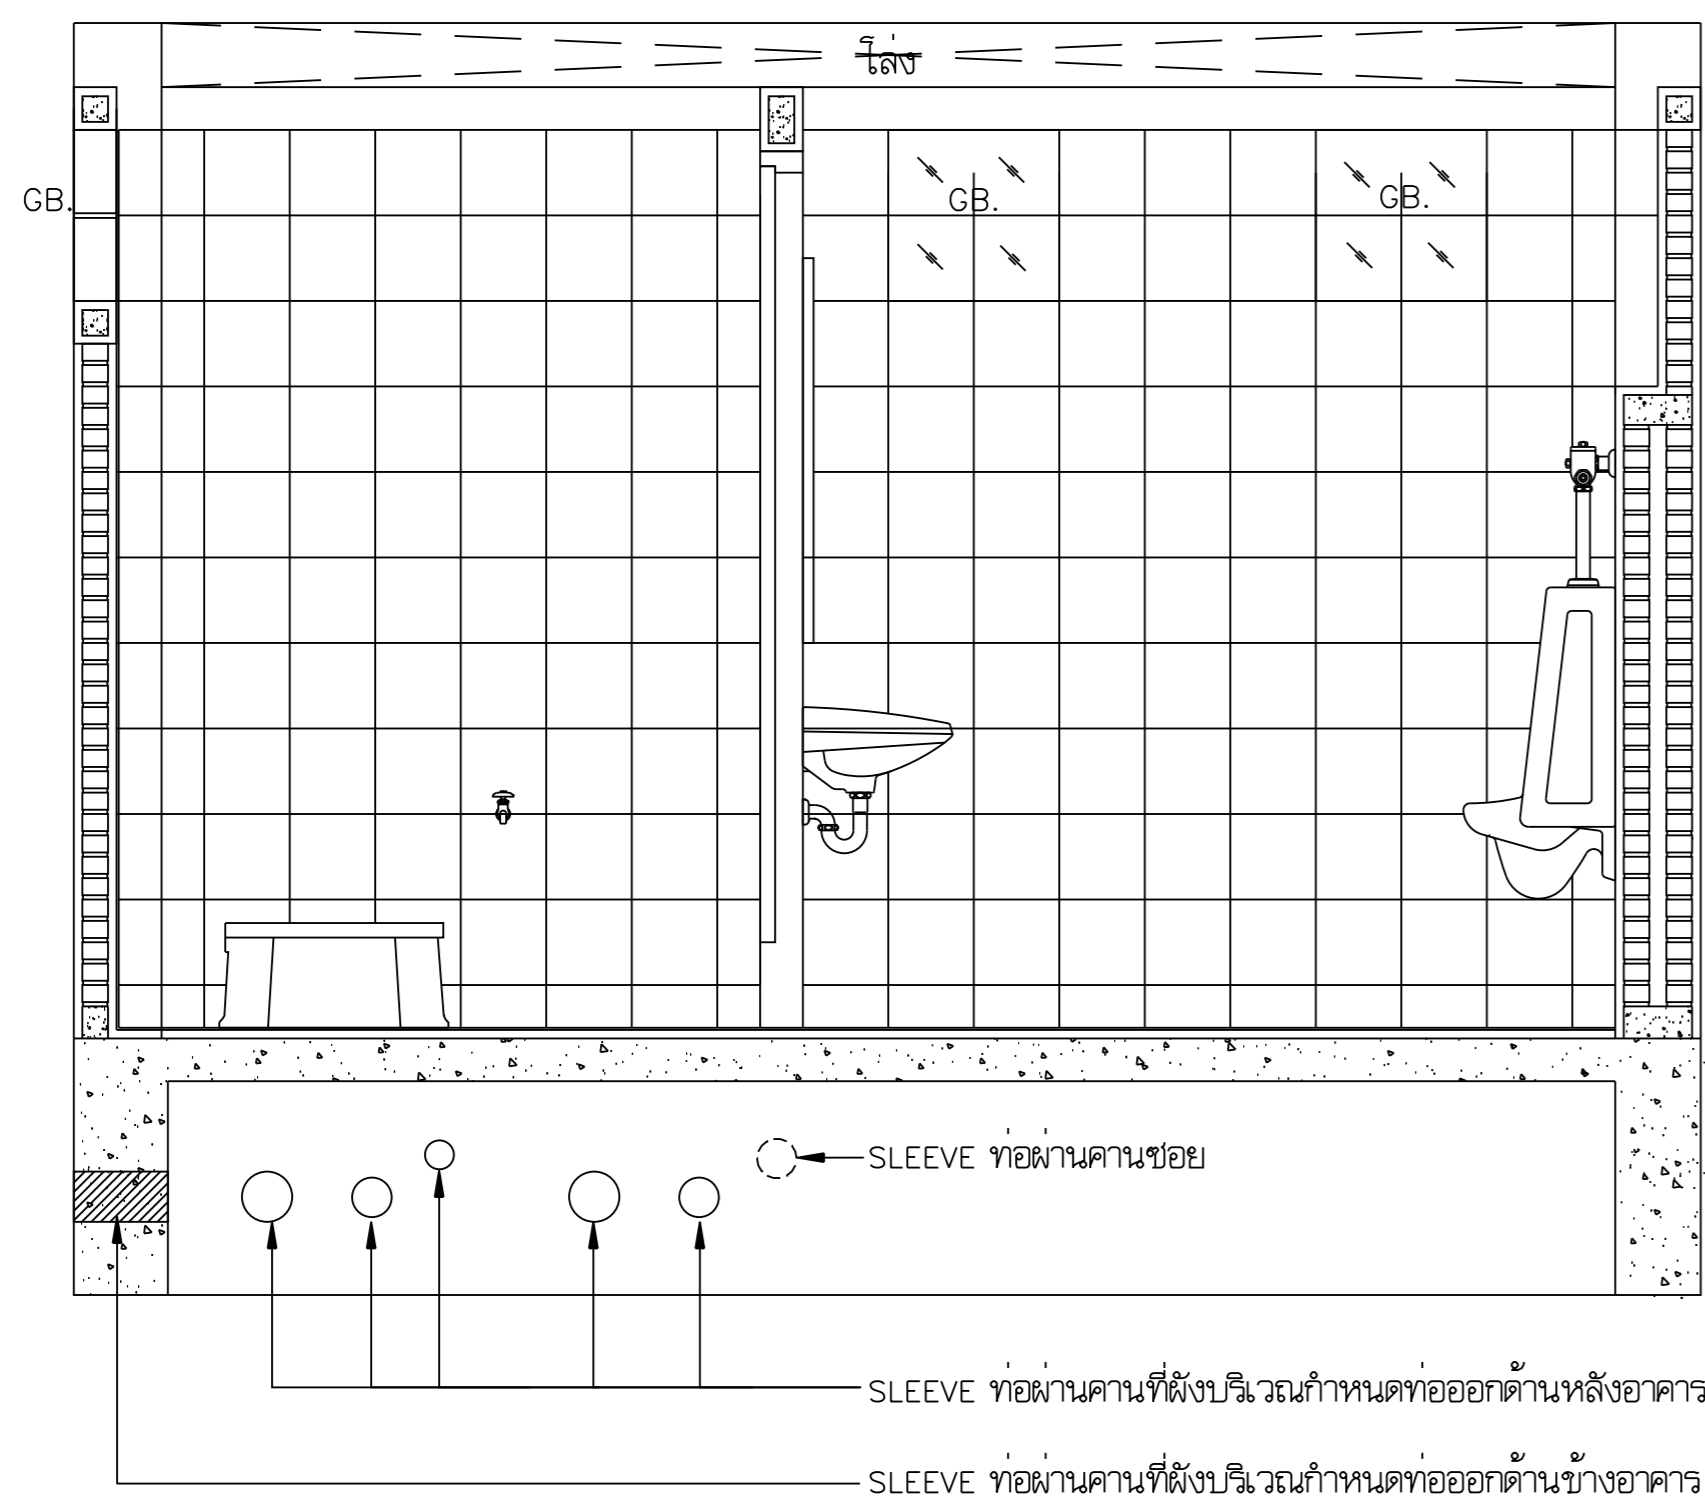 โล่ง
GB.
GB.
GB.
SLEEVE ท่อผ่านคานซอย
SLEEVE ท่อผ่านคานที่ผังบริเวณกำหนดท่อออกด้านหลังอาคาร
SLEEVE ท่อผ่านคานที่ผังบริเวณกำหนดท่อออกด้านข้างอาคาร